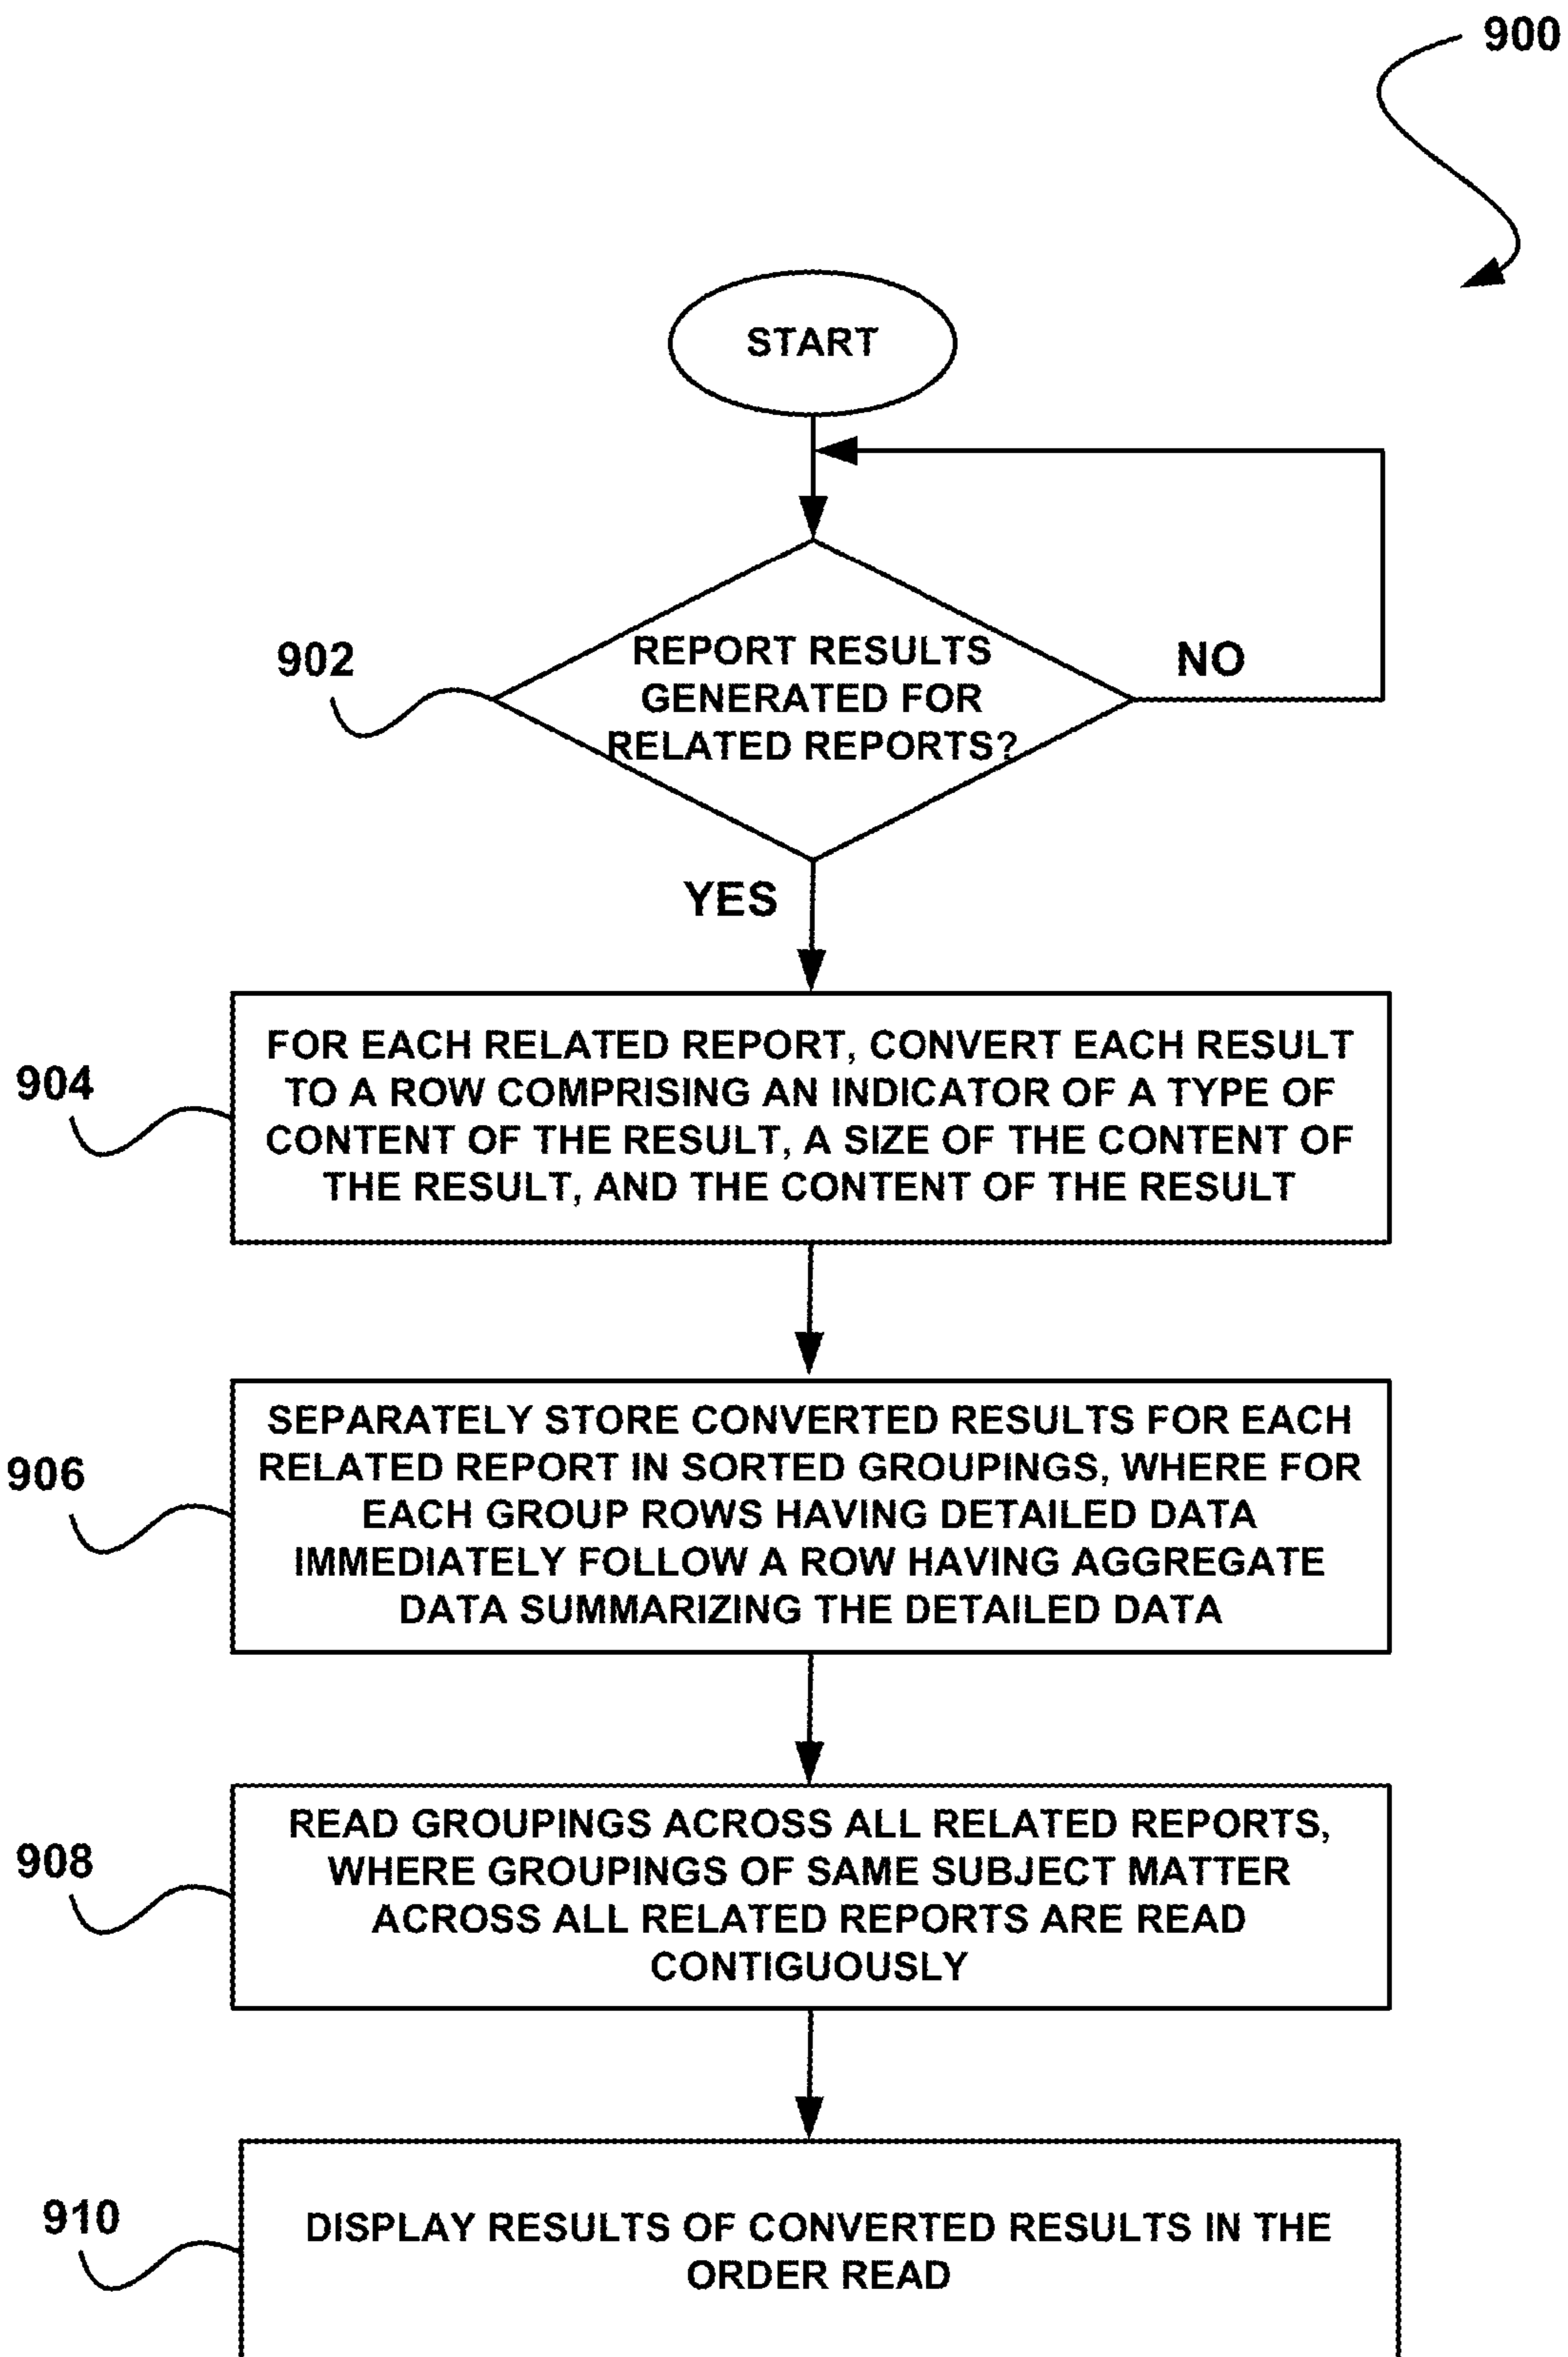 900
START
902
REPORT RESULTS
GENERATED FOR
RELATED REPORTS?
NO
YES
904
FOR EACH RELATED REPORT, CONVERT EACH RESULT
TO A ROW COMPRISING AN INDICATOR OF A TYPE OF
CONTENT OF THE RESULT, A SIZE OF THE CONTENT OF
THE RESULT, AND THE CONTENT OF THE RESULT
906
SEPARATELY STORE CONVERTED RESULTS FOR EACH
RELATED REPORT IN SORTED GROUPINGS, WHERE FOR
EACH GROUP ROWS HAVING DETAILED DATA
IMMEDIATELY FOLLOW A ROW HAVING AGGREGATE
DATA SUMMARIZING THE DETAILED DATA
908
READ GROUPINGS ACROSS ALL RELATED REPORTS,
WHERE GROUPINGS OF SAME SUBJECT MATTER
ACROSS ALL RELATED REPORTS ARE READ
CONTIGUOUSLY
910
DISPLAY RESULTS OF CONVERTED RESULTS IN THE
ORDER READ